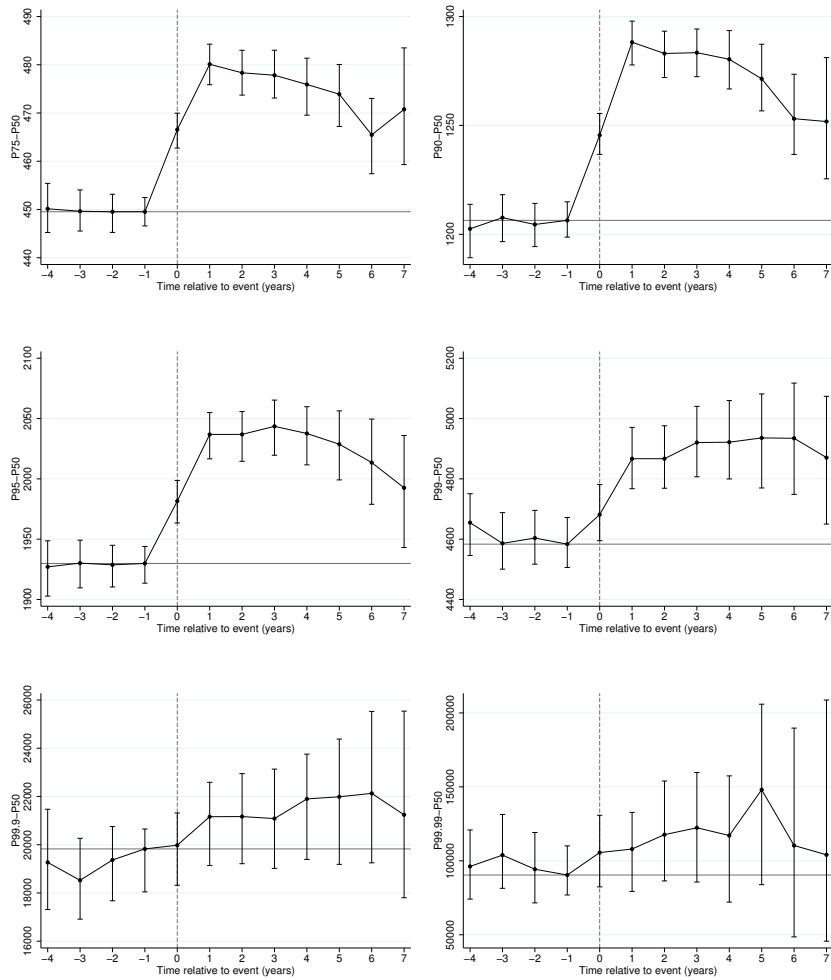 P75−P50
490
480
470
460
450
440
−4 −3 −2 −1 0 1 2 3 4 5 6 7
Time relative to event (years)
P90−P50
1300
1250
1200
−4 −3 −2 −1 0 1 2 3 4 5 6 7
Time relative to event (years)
P95−P50
2100
2050
2000
1950
1900
−4 −3 −2 −1 0 1 2 3 4 5 6 7
Time relative to event (years)
P99−P50
5200
5000
4800
4600
4400
−4 −3 −2 −1 0 1 2 3 4 5 6 7
Time relative to event (years)
P99.9−P50
26000
24000
22000
20000
18000
16000
−4 −3 −2 −1 0 1 2 3 4 5 6 7
Time relative to event (years)
P99.99−P50
200000
150000
100000
50000
−4 −3 −2 −1 0 1 2 3 4 5 6 7
Time relative to event (years)